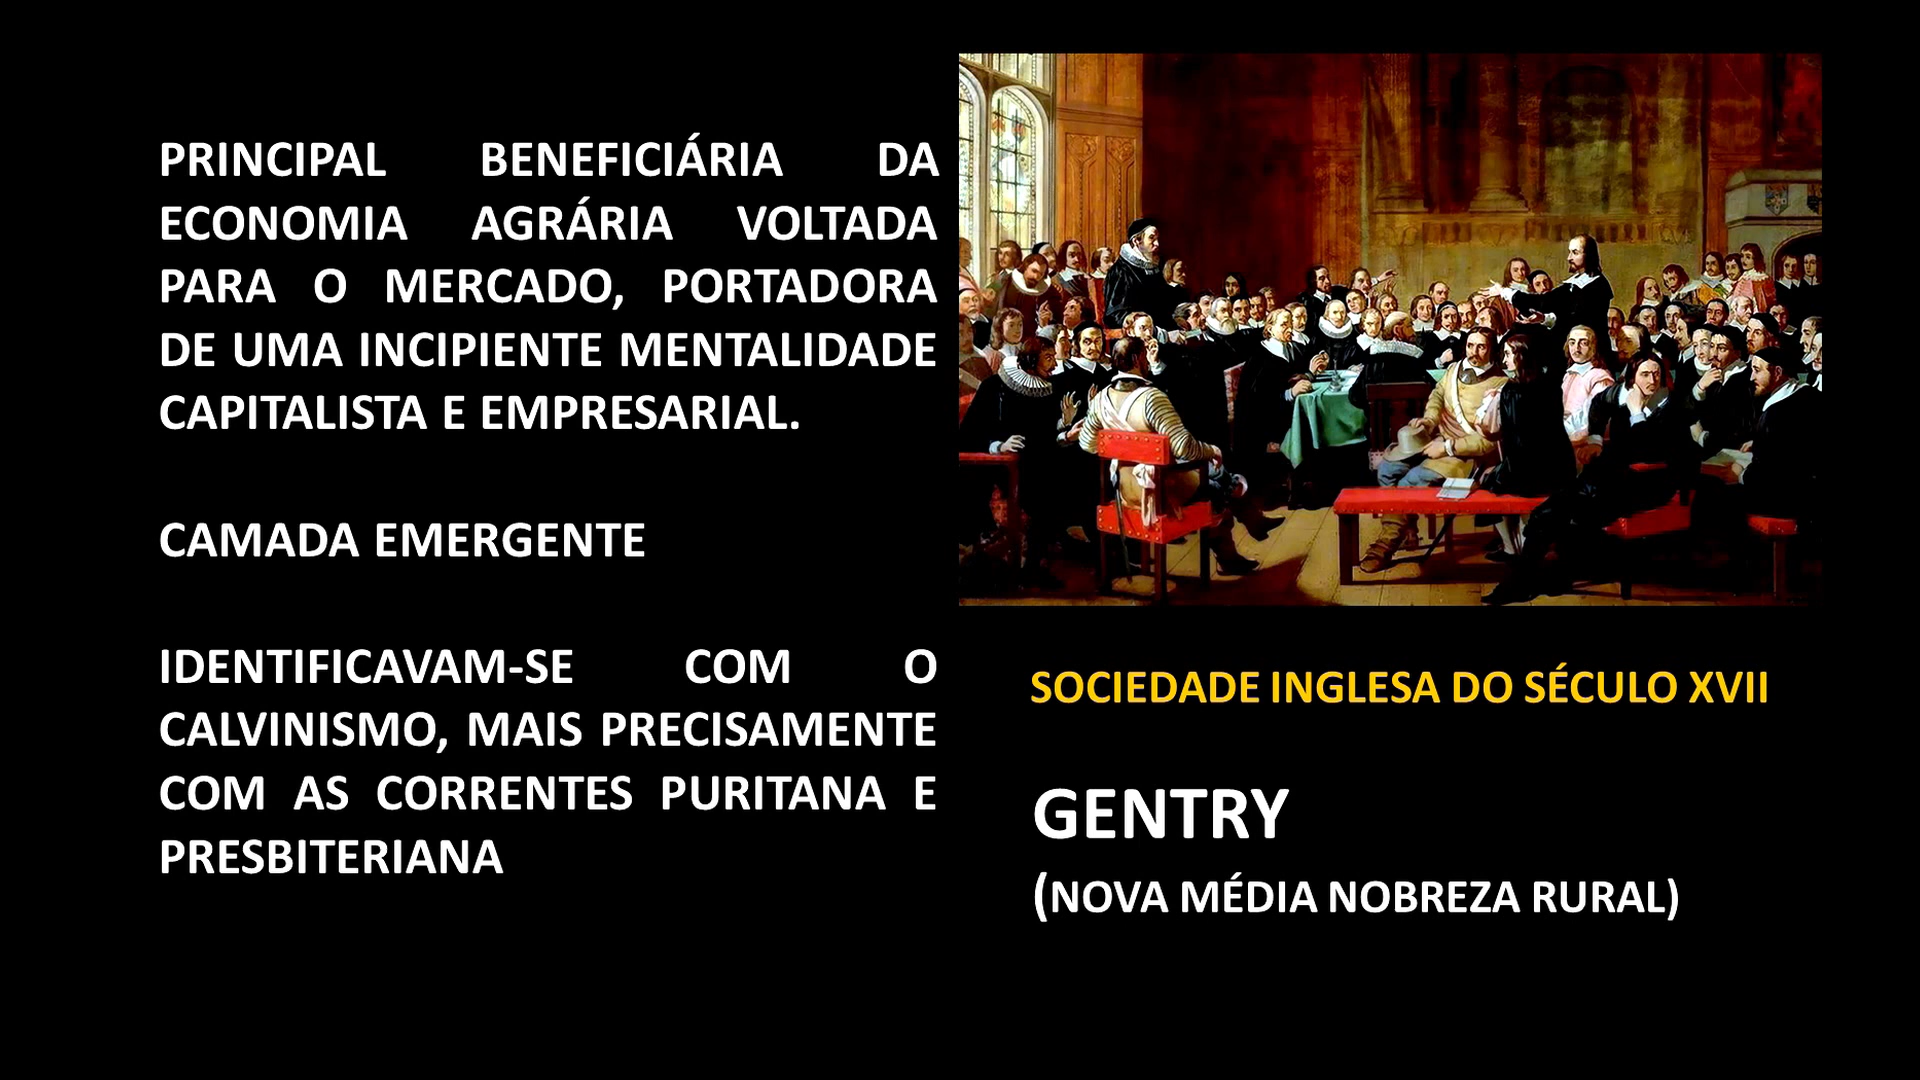 PRINCIPAL BENEFICIÁRIA DA
ECONOMIA AGRÁRIA VOLTADA
PARA O MERCADO, PORTADORA
DE UMA INCIPIENTE MENTALIDADE
CAPITALISTA E EMPRESARIAL.
CAMADA EMERGENTE
IDENTIFICAVAM-SE COM O
CALVINISMO, MAIS PRECISAMENTE
COM AS CORRENTES PURITANA E
PRESBITERIANA
SOCIEDADE INGLESA DO SÉCULO XVII
GENTRY
(NOVA MÉDIA NOBREZA RURAL)